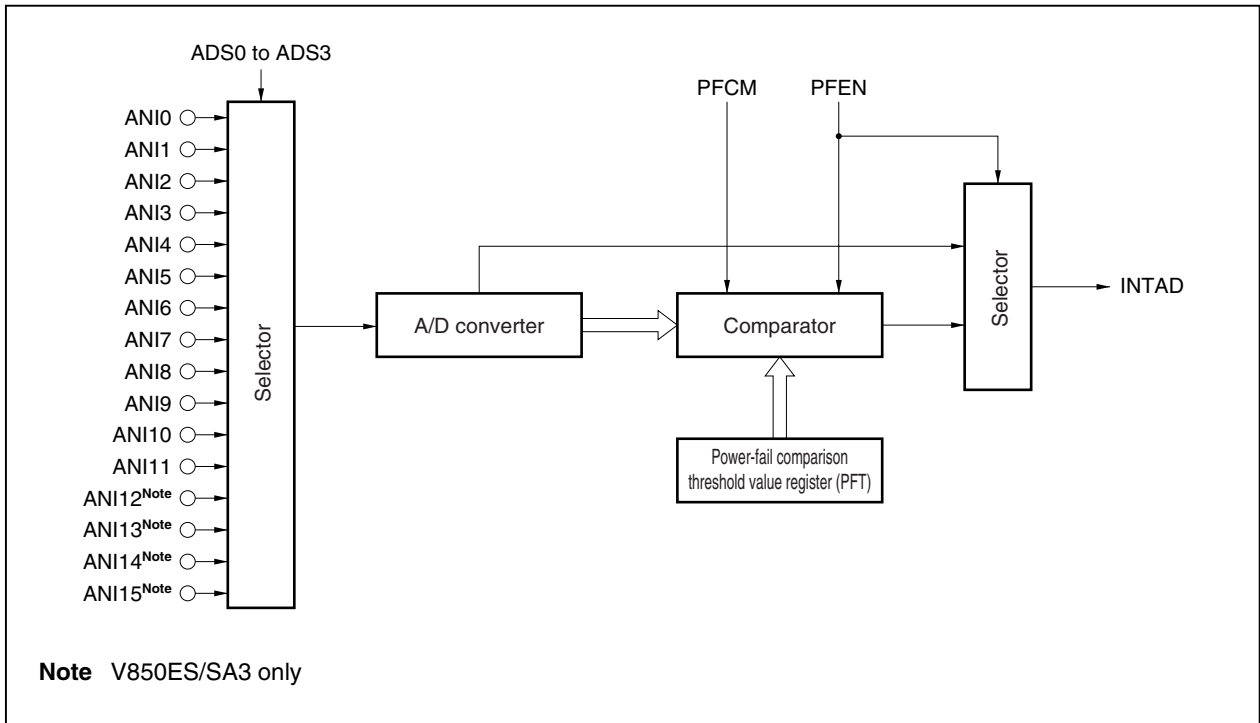 ADS0 to ADS3
PFCM
PFEN
ANI0
ANI1
ANI2
ANI3
ANI4
ANI5
ANI6
ANI7
ANI8
ANI9
ANI10
ANI11
ANI12Note
ANI13Note
ANI14Note
ANI15Note
Selector
A/D converter
Comparator
Power-fail comparison
threshold value register (PFT)
Selector
INTAD
Note V850ES/SA3 only